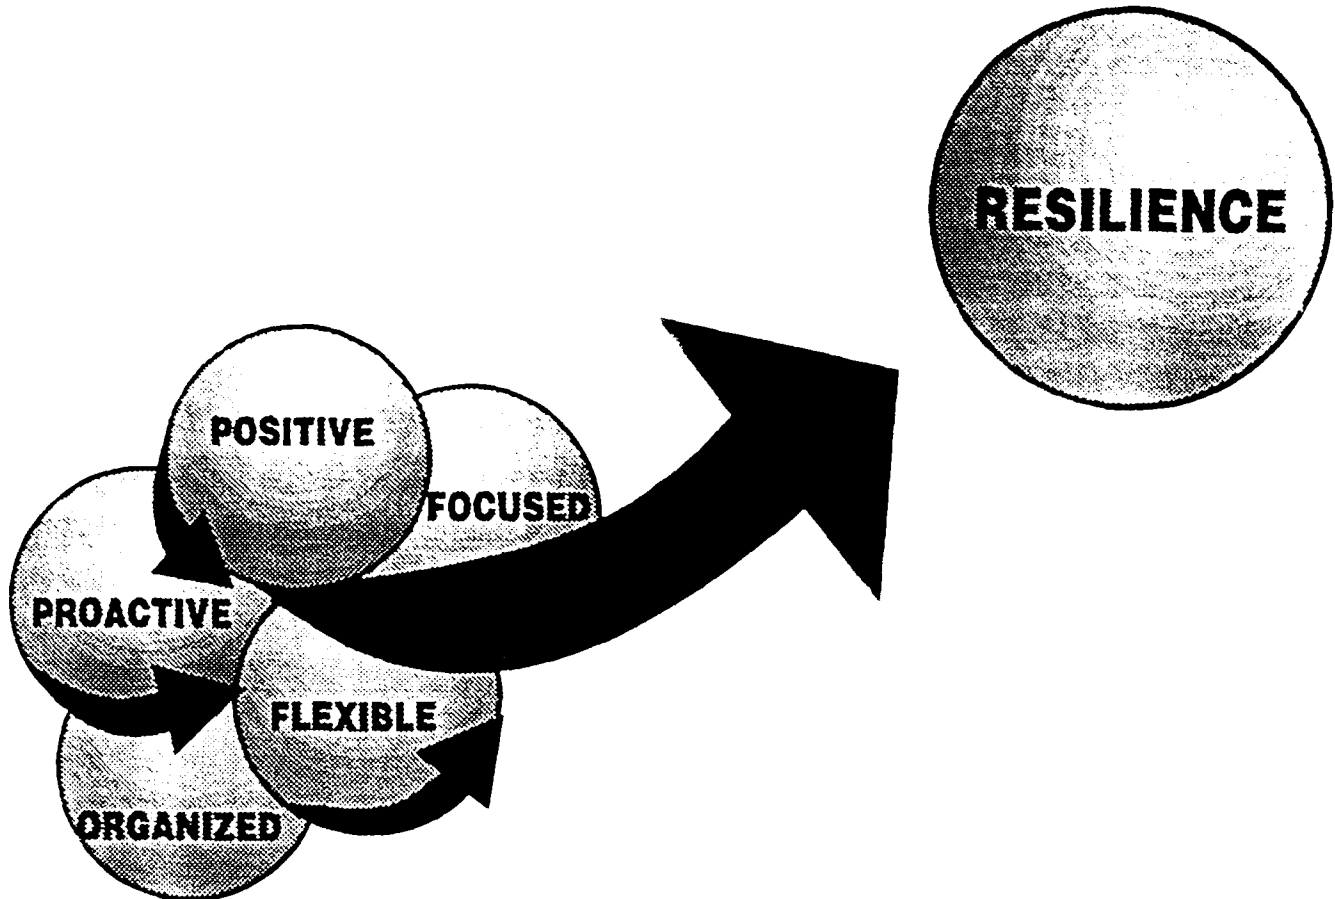 RESILIENCE
POSITIVE
FOCUSED
PROACTIVE
FLEXIBLE
ORGANIZED